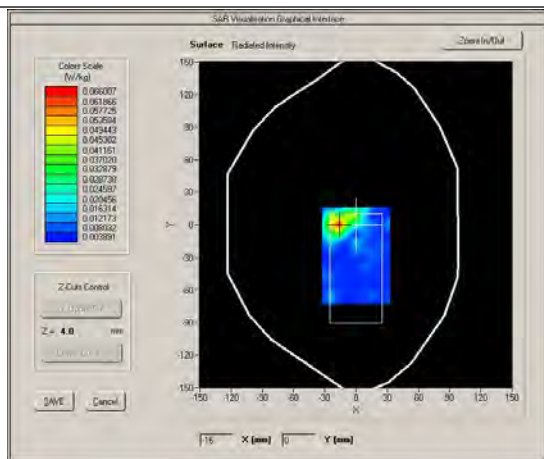 SAR Visualisation Graphical Interface
Surface Radiated Intensity
Zoom In/Out
Colors Scale
(W/kg)
0.066007
0.061866
0.057725
0.053584
0.049443
0.045302
0.041161
0.037020
0.032879
0.028738
0.024597
0.020456
0.016314
0.012173
0.008032
0.003891
150
120
90
60
30
0
-30
-60
-90
-120
-150
Y
-150 -120 -90 -60 -30 0 30 60 90 120 150
X
Z-Cuts Control
Z = 4.0 mm
SAVE Cancel
-15 X (mm) 0 Y (mm)